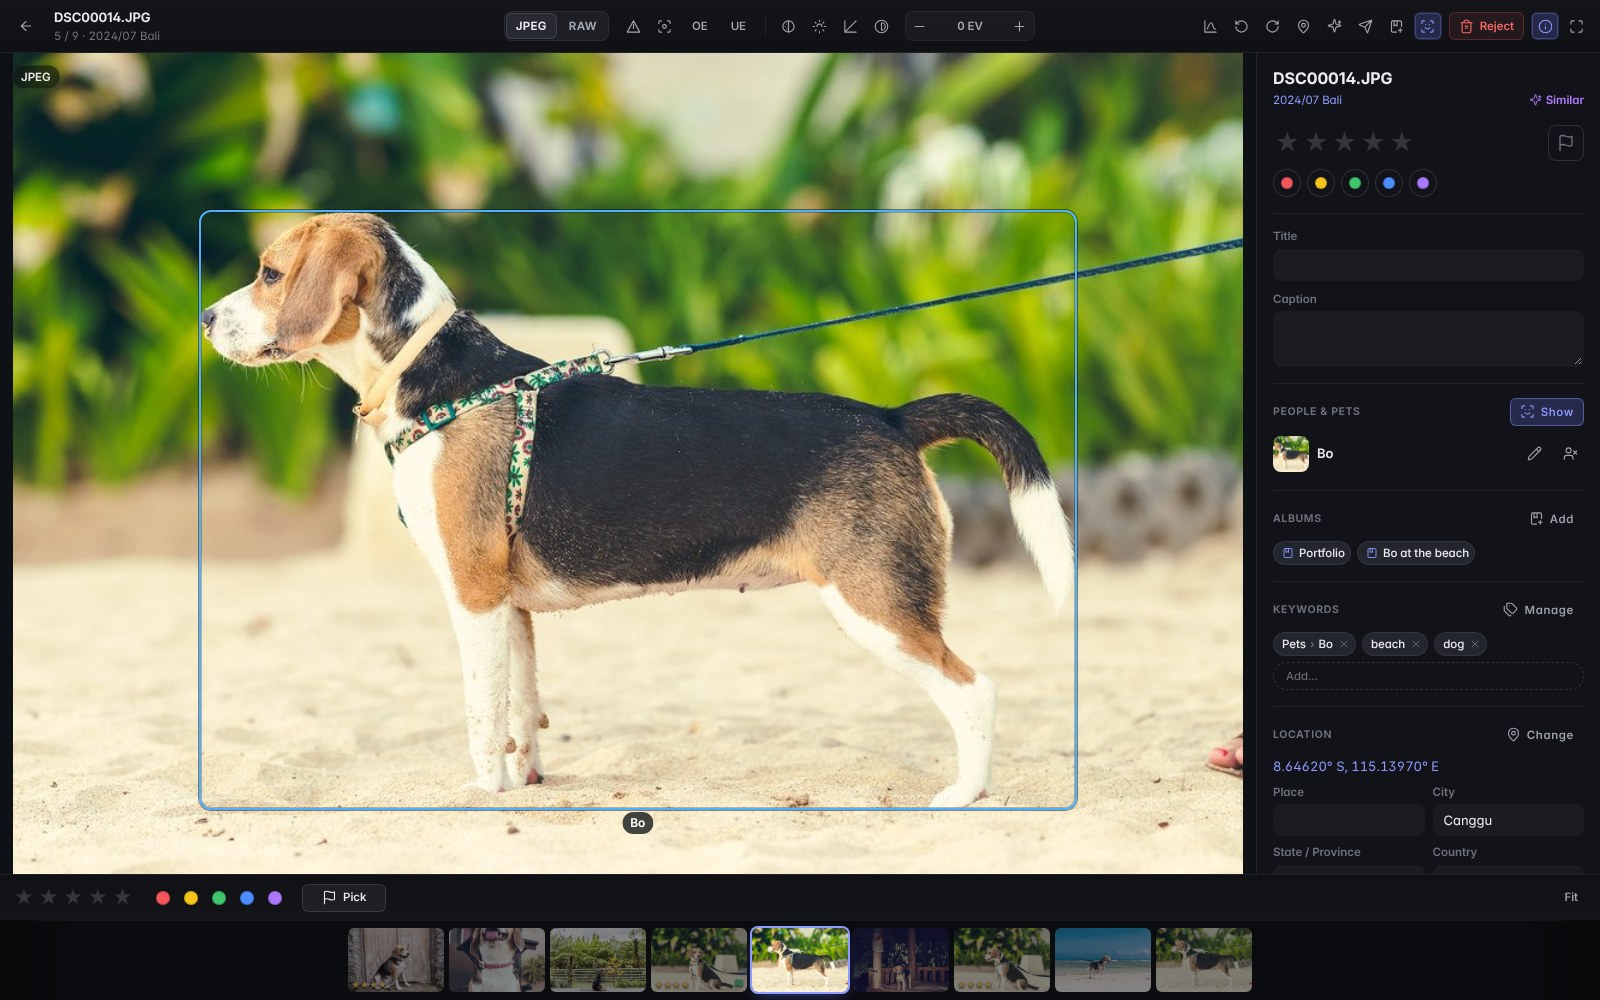 DSC00014.JPG
5 / 9 · 2024/07 Bali
JPEG RAW
OE UE
0 EV
Reject
JPEG
DSC00014.JPG
2024/07 Bali
Similar
Title
Caption
PEOPLE & PETS
Show
Bo
ALBUMS
Add
Portfolio
Bo at the beach
KEYWORDS
Manage
Pets › Bo
beach
dog
Add...
LOCATION
Change
8.64620° S, 115.13970° E
Place City
Canggu
State / Province Country
Bo
Pick
Fit